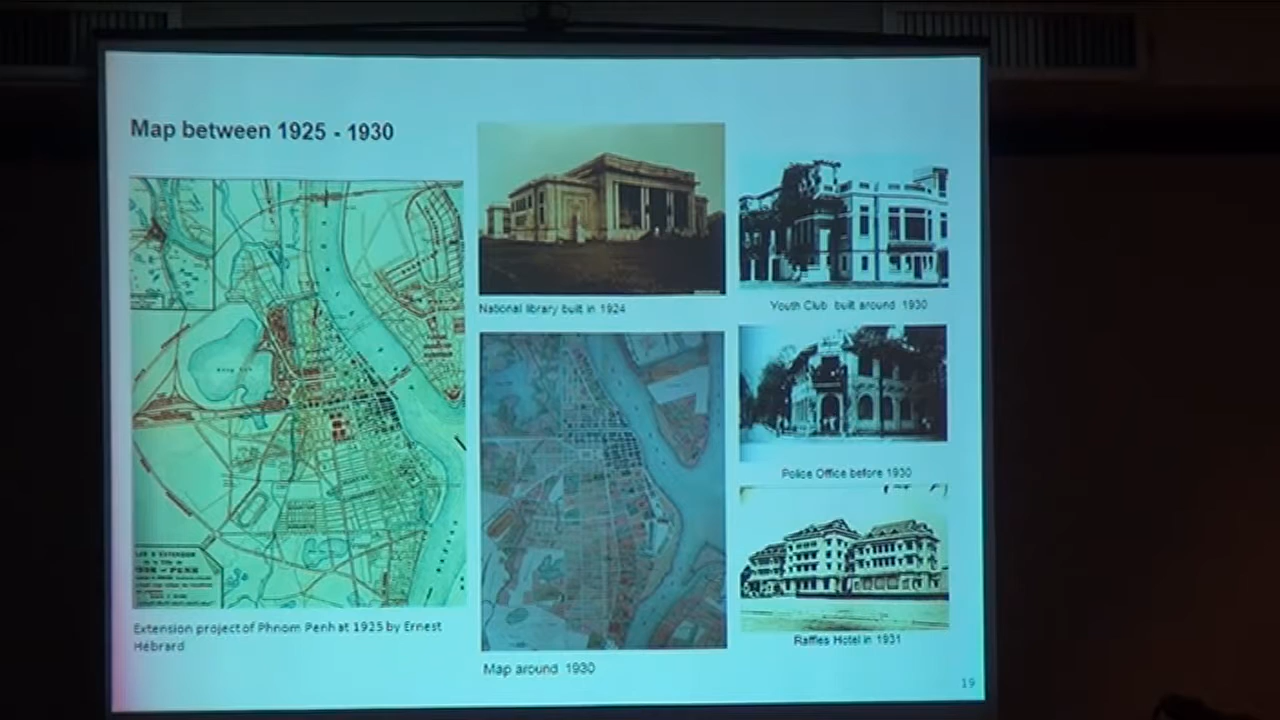 Map between 1925 - 1930
National library built in 1924
Youth Club built around 1930
Police Office before 1930
Extension project of Phnom Penh at 1925 by Ernest
Hebrard
Map around 1930
Raffles Hotel in 1931
19